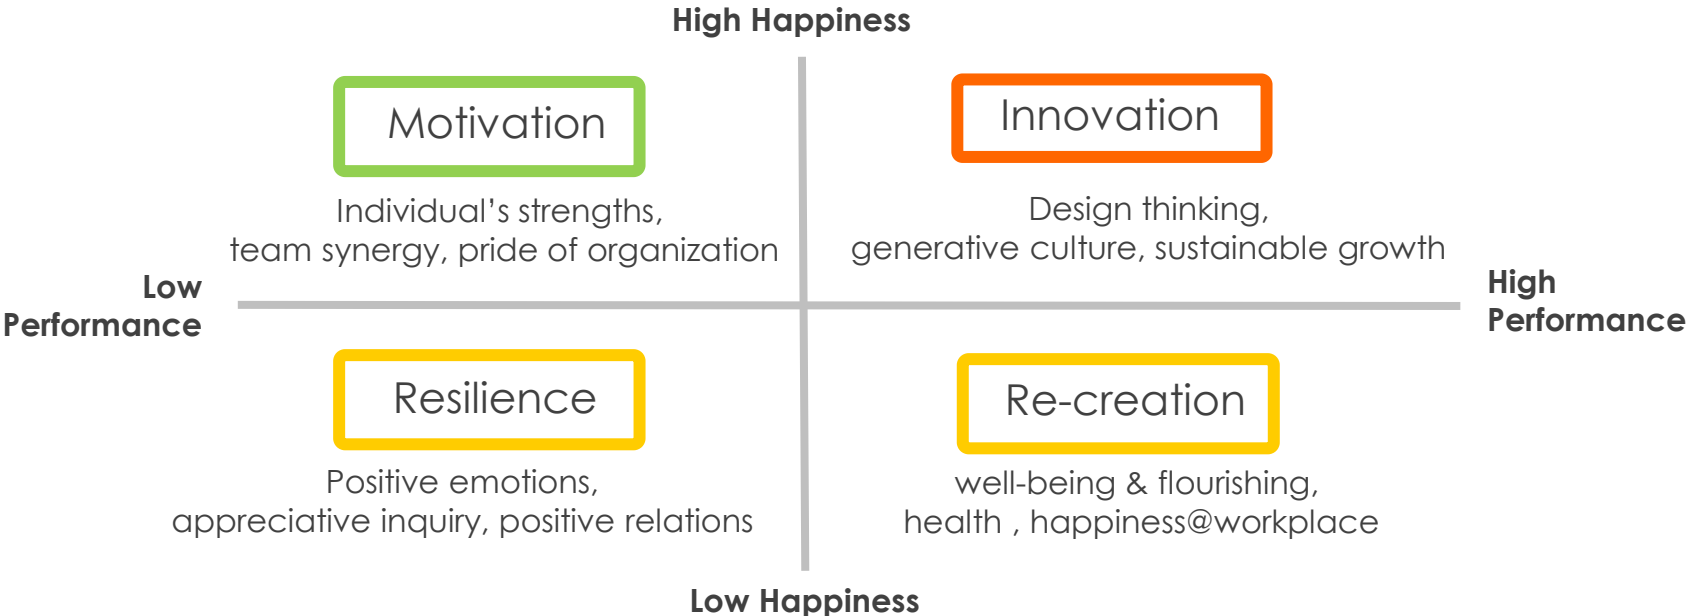 High Happiness
Motivation
Individual’s strengths,
team synergy, pride of organization
Innovation
Design thinking,
generative culture, sustainable growth
Low
Performance
High
Performance
Resilience
Positive emotions,
appreciative inquiry, positive relations
Re-creation
well-being & flourishing,
health , happiness@workplace
Low Happiness